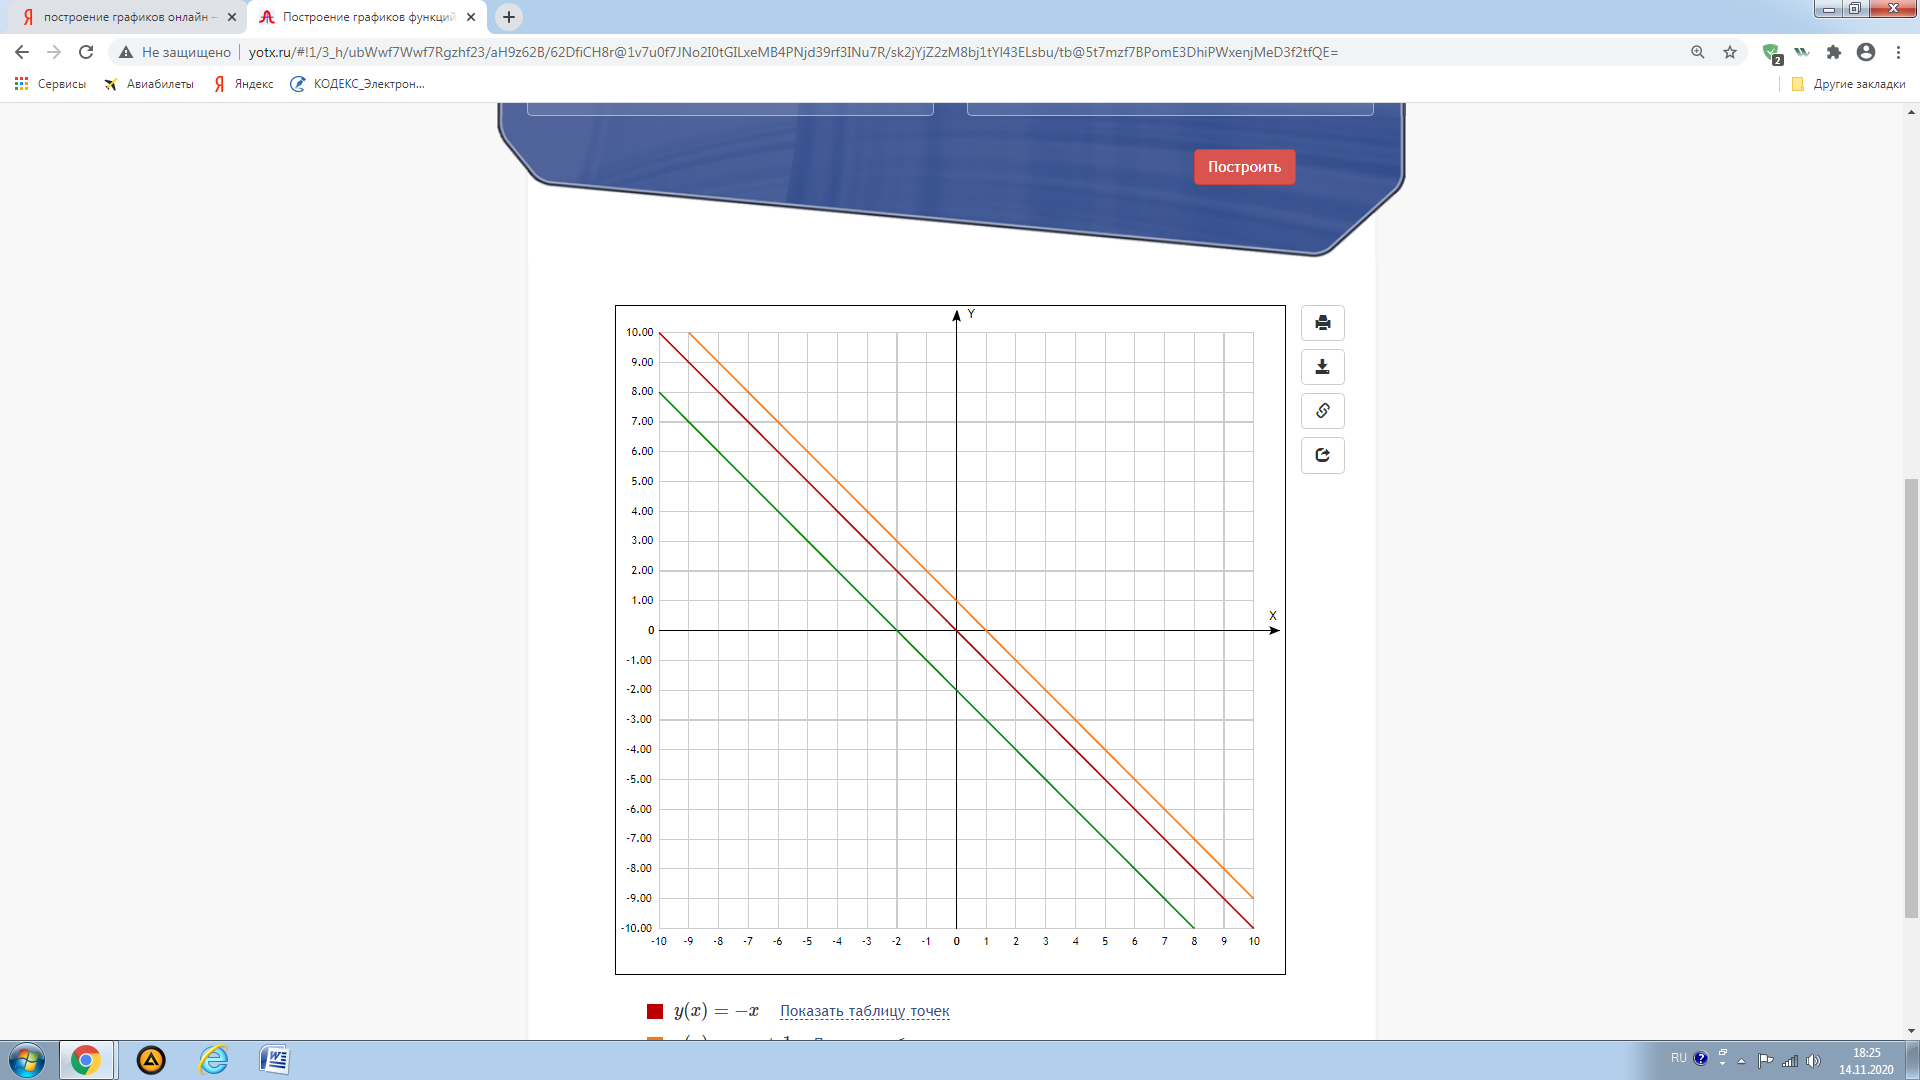 построение графиков онлайн –
Построение графиков функций
Не защищено
yotx.ru/#!1/3_h/ubWwf7Wwf7Rgzhf23/aH9z62B/62DfiCH8r@1v7u0f7JNo2I0tGILxeMB4PNjd39rf3INu7R/sk2jYjZ2zM8bj1tYI43ELsbu/tb@5t7mzf7BPomE3DhiPWxenjMeD3f2tfQE=
2
Сервисы
Авиабилеты
Яндекс
КОДЕКС_Электрон...
Другие закладки
Построить
Y
10.00
9.00
8.00
7.00
6.00
5.00
4.00
3.00
2.00
1.00
X
0
-1.00
-2.00
-3.00
-4.00
-5.00
-6.00
-7.00
-8.00
-9.00
-10.00
-10 -9 -8 -7 -6 -5 -4 -3 -2 -1 0 1 2 3 4 5 6 7 8 9 10
y(x) = −x Показать таблицу точек
RU
18:25
14.11.2020